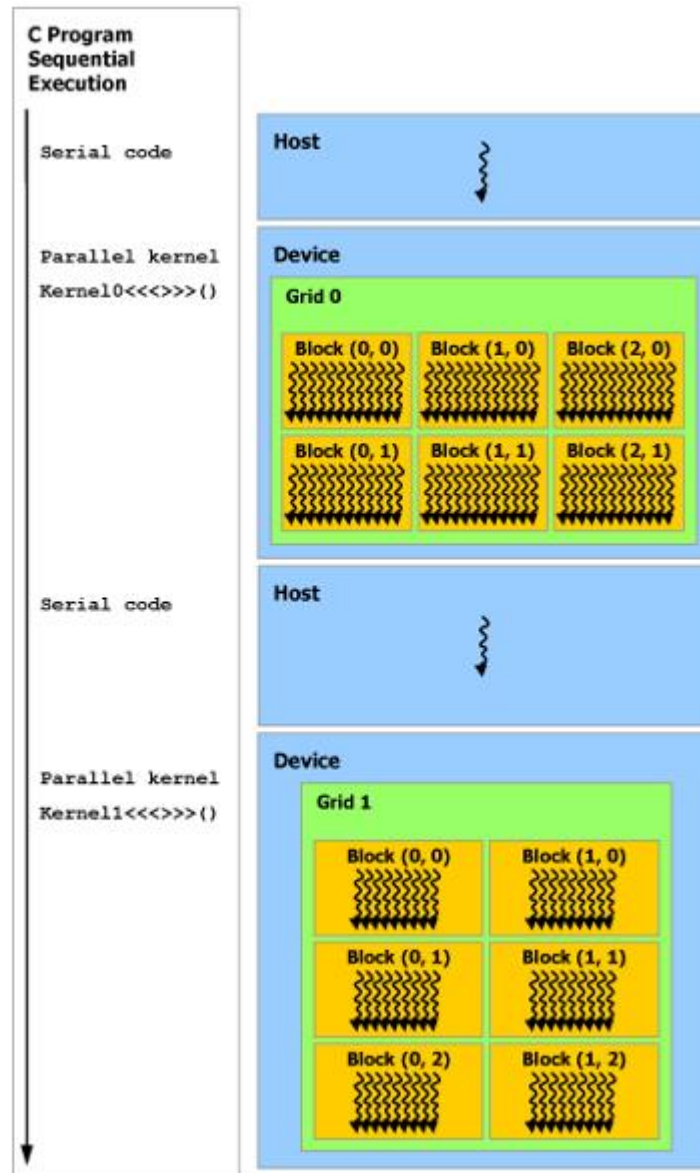 C Program
Sequential
Execution
Serial code
Host
Parallel kernel
Kernel0<<<>>>()
Device
Grid 0
Block (0, 0) Block (1, 0) Block (2, 0)
Block (0, 1) Block (1, 1) Block (2, 1)
Serial code
Host
Parallel kernel
Kernel1<<<>>>()
Device
Grid 1
Block (0, 0) Block (1, 0)
Block (0, 1) Block (1, 1)
Block (0, 2) Block (1, 2)